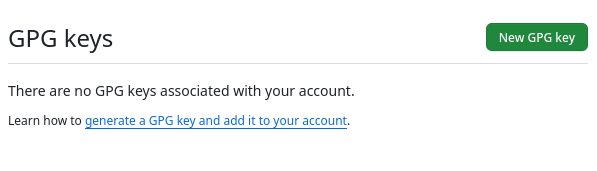 GPG keys
New GPG key
There are no GPG keys associated with your account.
Learn how to generate a GPG key and add it to your account.